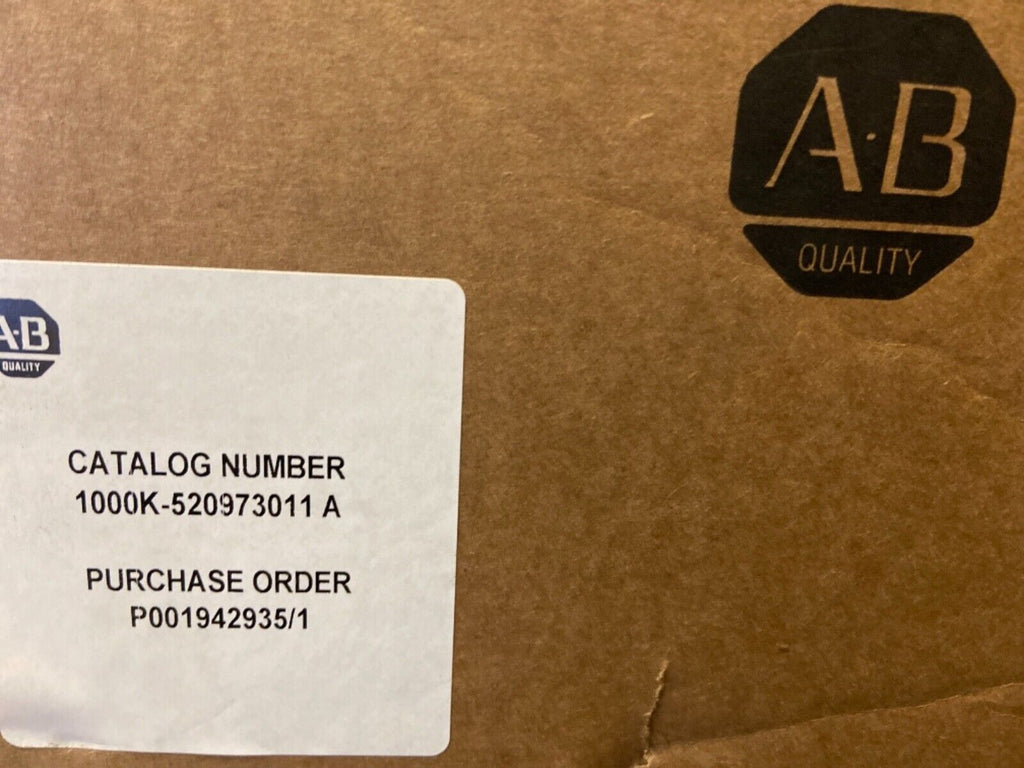 A·B
QUALITY
A·B
QUALITY
CATALOG NUMBER
1000K-520973011 A
PURCHASE ORDER
P001942935/1